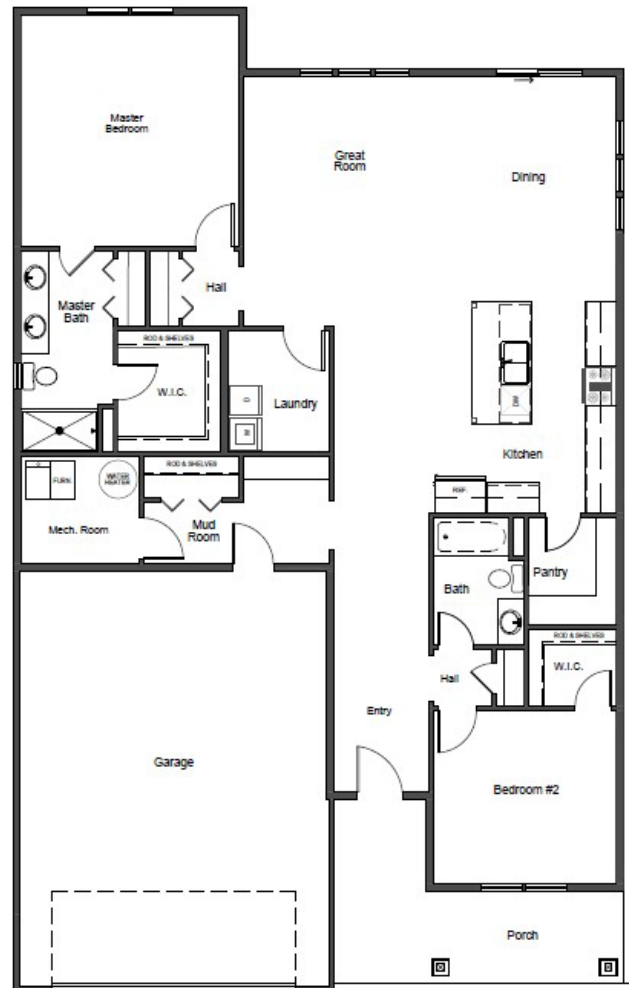 Master
Bedroom
Great
Room
Dining
Hall
Master
Bath
ROD & SHELVES
W.I.C.
D
W
Laundry
DW
Kitchen
REF.
FURN.
WATER
HEATER
Mech. Room
ROD & SHELVES
Mud
Room
Bath
Pantry
ROD & SHELVES
W.I.C.
Hall
Entry
Garage
Bedroom #2
Porch